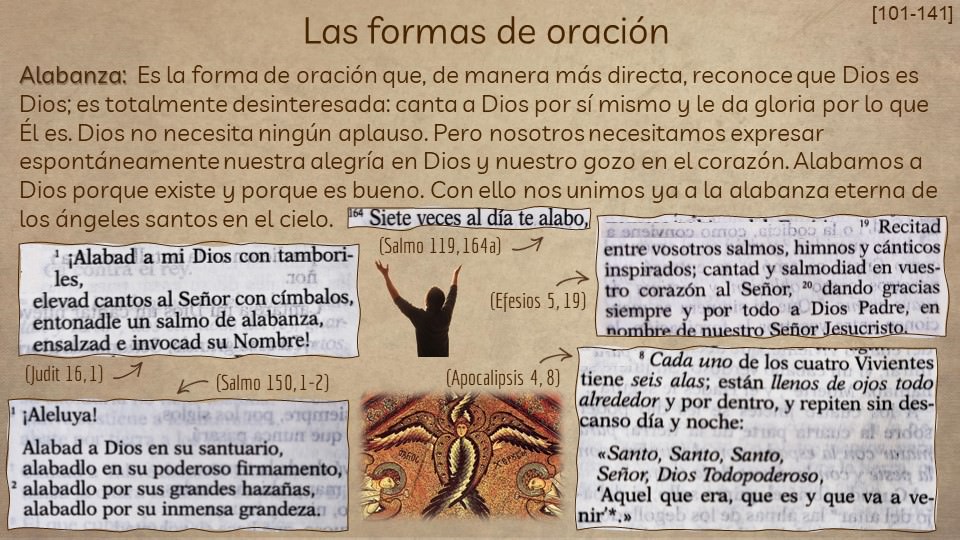 [101-141]
Las formas de oración
Alabanza: Es la forma de oración que, de manera más directa, reconoce que Dios es
Dios; es totalmente desinteresada: canta a Dios por sí mismo y le da gloria por lo que
Él es. Dios no necesita ningún aplauso. Pero nosotros necesitamos expresar
espontáneamente nuestra alegría en Dios y nuestro gozo en el corazón. Alabamos a
Dios porque existe y porque es bueno. Con ello nos unimos ya a la alabanza eterna de
los ángeles santos en el cielo.
164 Siete veces al día te alabo,
(Salmo 119,164a)
19 Recitad
entre vosotros salmos, himnos y cánticos
inspirados; cantad y salmodiad en vues-
tro corazón al Señor, 20 dando gracias
siempre y por todo a Dios Padre, en
nombre de nuestro Señor Jesucristo.
(Efesios 5, 19)
1 ¡Alabad a mi Dios con tambori-
les,
elevad cantos al Señor con címbalos,
entonadle un salmo de alabanza,
ensalzad e invocad su Nombre!
(Judit 16,1)
(Salmo 150,1-2)
1 ¡Aleluya!
Alabad a Dios en su santuario,
alabadlo en su poderoso firmamento,
2 alabadlo por sus grandes hazañas,
alabadlo por su inmensa grandeza.
(Apocalipsis 4, 8)
8 Cada uno de los cuatro Vivientes
tiene seis alas; están llenos de ojos todo
alrededor y por dentro, y repiten sin des-
canso día y noche:
«Santo, Santo, Santo,
Señor, Dios Todopoderoso,
'Aquel que era, que es y que va a ve-
nir'*.»